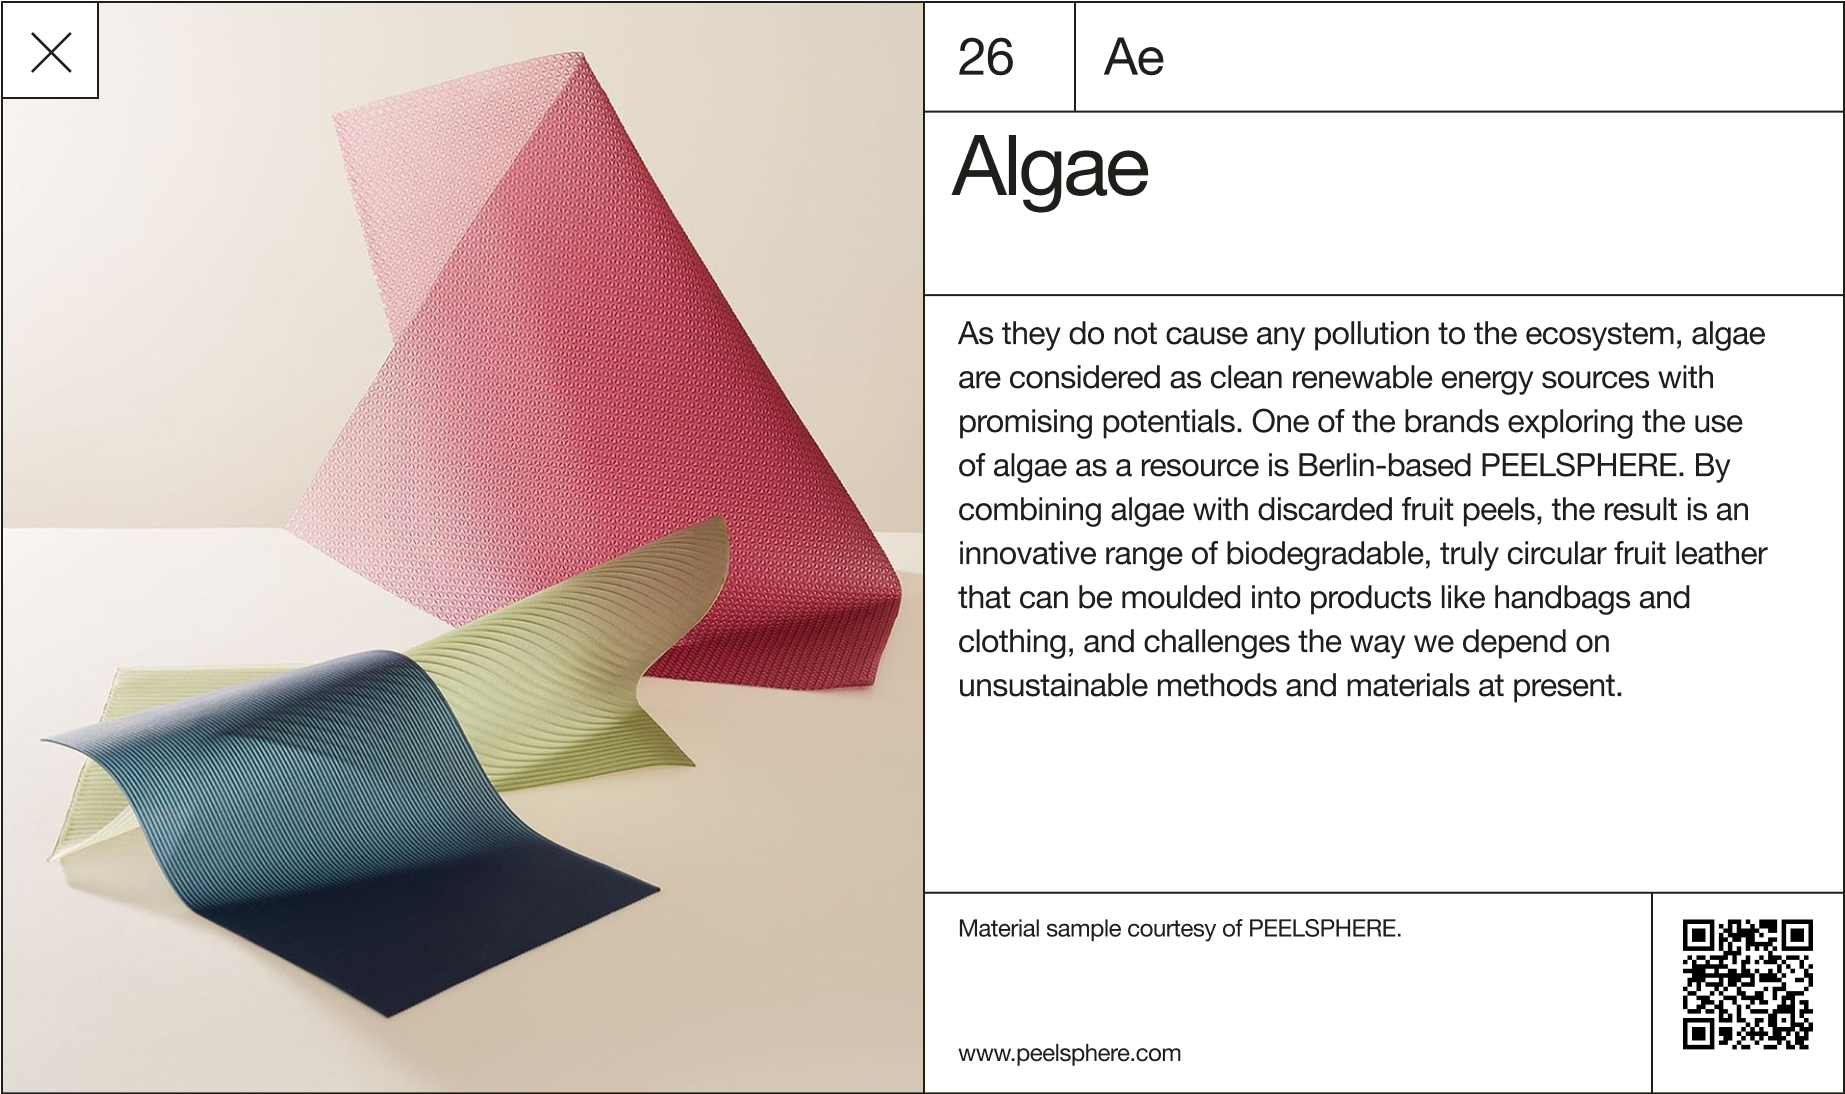 26
Ae
Algae
As they do not cause any pollution to the ecosystem, algae
are considered as clean renewable energy sources with
promising potentials. One of the brands exploring the use
of algae as a resource is Berlin-based PEELSPHERE. By
combining algae with discarded fruit peels, the result is an
innovative range of biodegradable, truly circular fruit leather
that can be moulded into products like handbags and
clothing, and challenges the way we depend on
unsustainable methods and materials at present.
Material sample courtesy of PEELSPHERE.
www.peelsphere.com